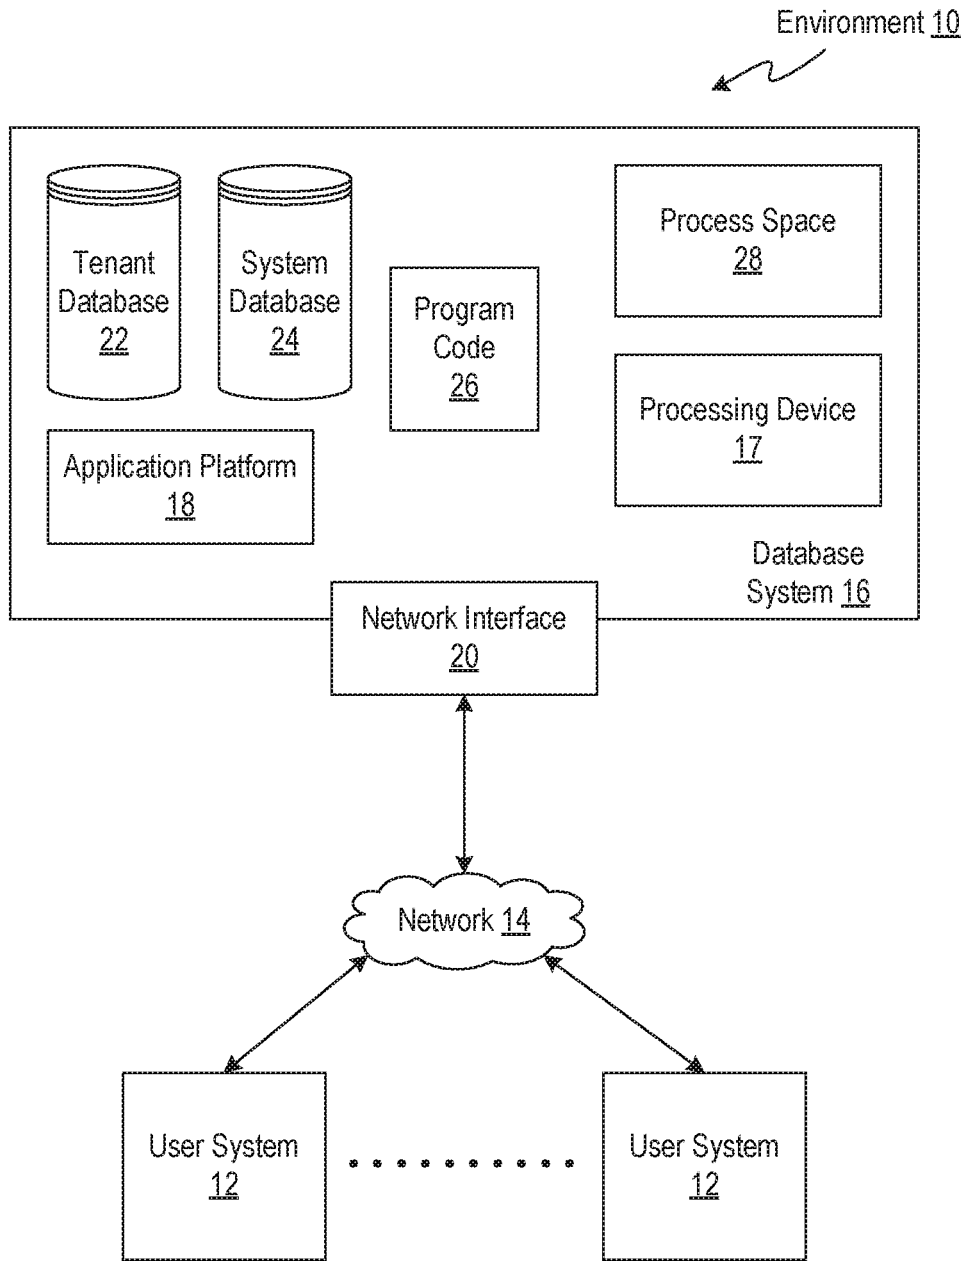 Environment 10
Tenant
Database
22
System
Database
24
Program
Code
26
Process Space
28
Processing Device
17
Application Platform
18
Database
System 16
Network Interface
20
Network 14
User System
12
User System
12